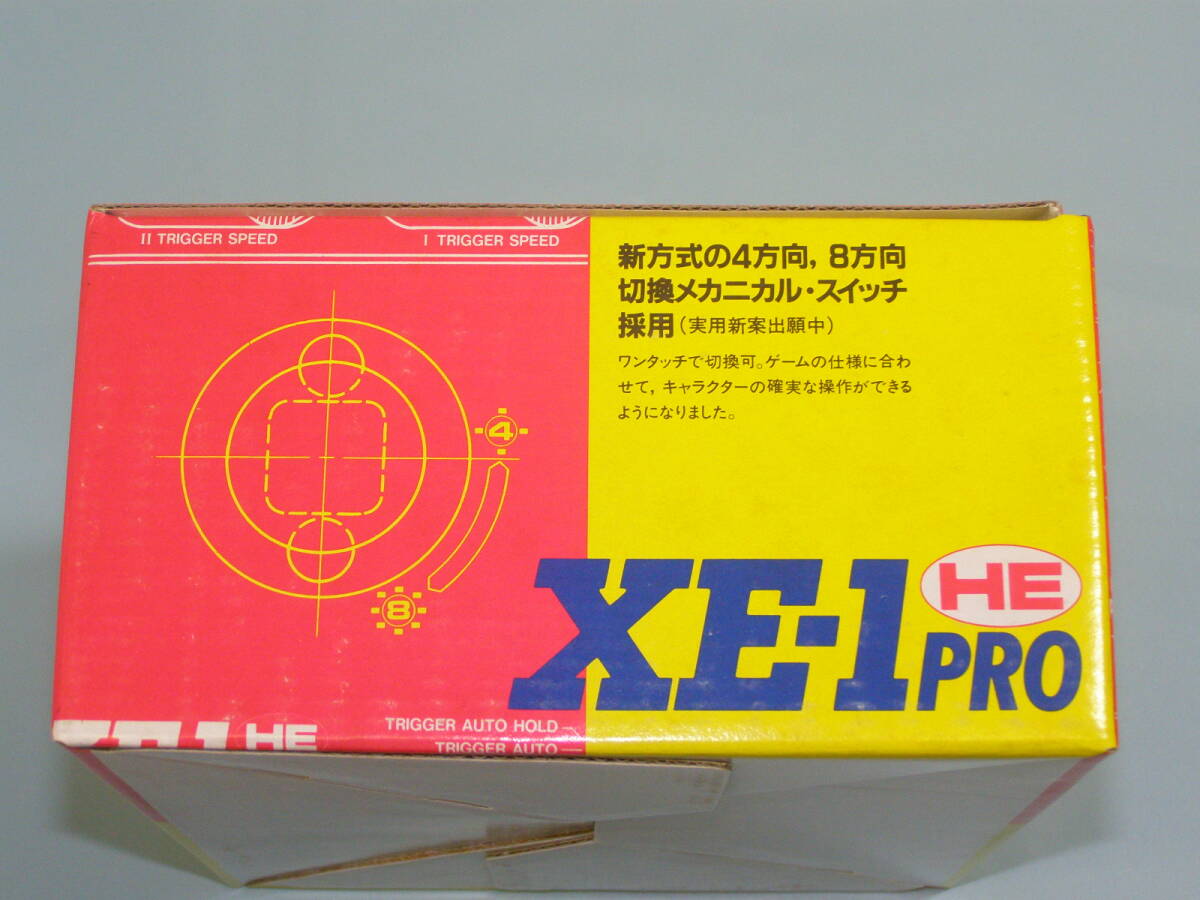 II TRIGGER SPEED
I TRIGGER SPEED
新方式の4方向，8方向
切換メカニカル・スイッチ
採用（実用新案出願中）
ワンタッチで切換可。ゲームの仕様に合わ
せて，キャラクターの確実な操作ができる
ようになりました。
4
8
XE-1 HE
PRO
TRIGGER AUTO HOLD
TRIGGER AUTO
XE-1 HE